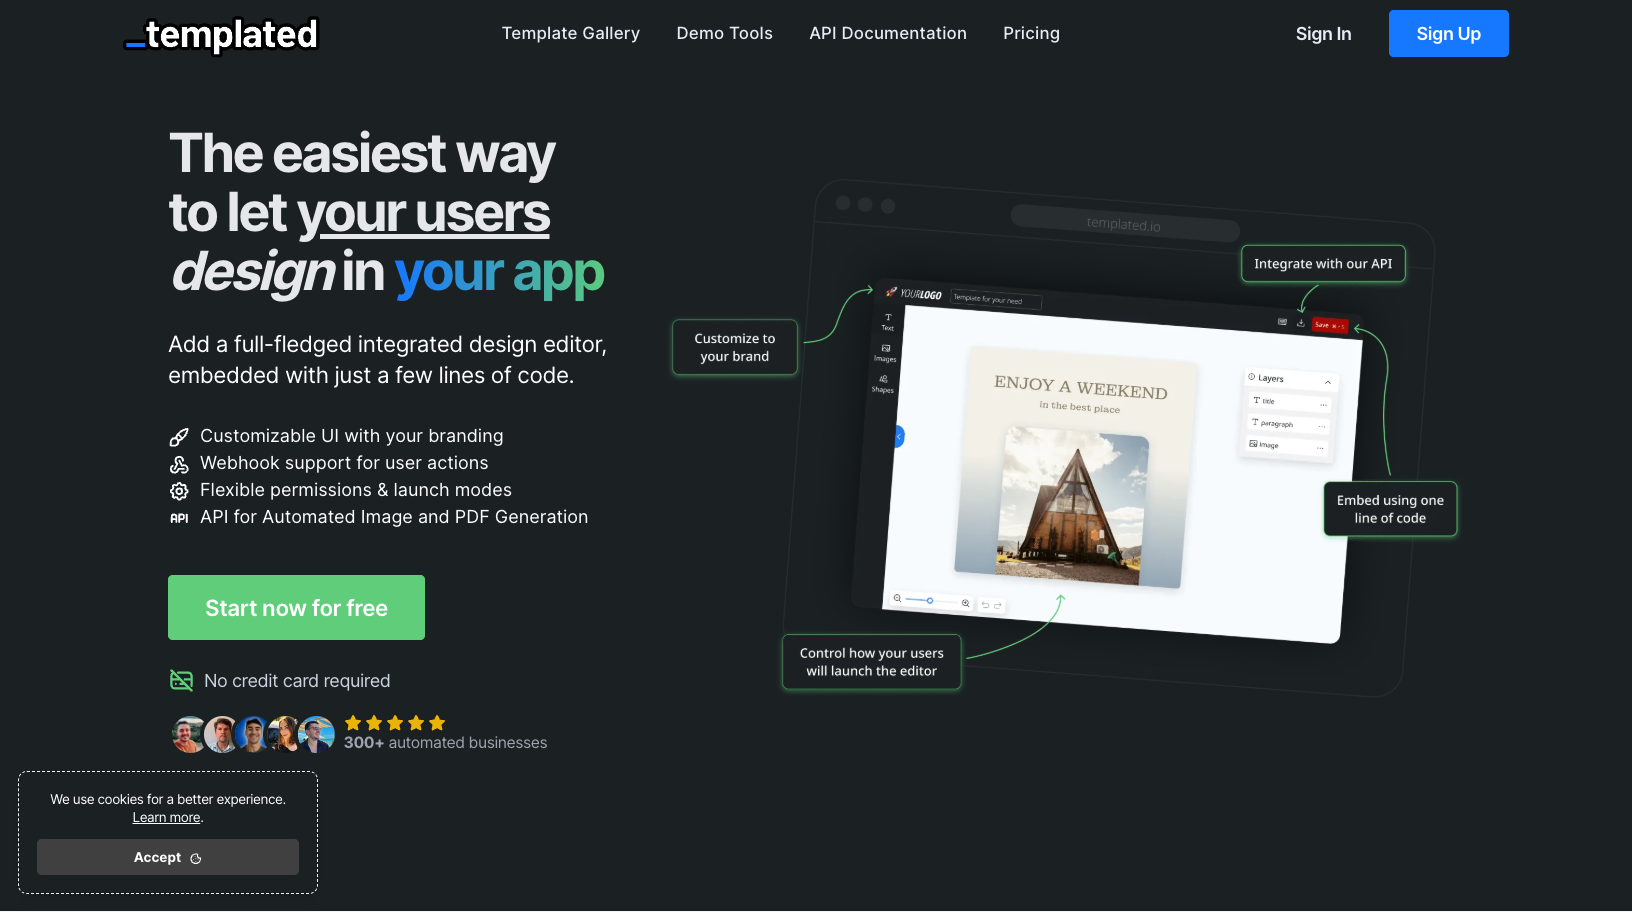 _templated
Template Gallery
Demo Tools
API Documentation
Pricing
Sign In
Sign Up
The easiest way
to let your users
design in your app
Add a full-fledged integrated design editor,
embedded with just a few lines of code.
Customizable UI with your branding
Webhook support for user actions
Flexible permissions & launch modes
API API for Automated Image and PDF Generation
Start now for free
No credit card required
300+ automated businesses
templated.io
Integrate with our API
Customize to
your brand
YOURLOGO
Template for your need
Save ⌘ + S
Text
Images
Shapes
ENJOY A WEEKEND
in the best place
Layers
T title
T paragraph
Image
Embed using one
line of code
Control how your users
will launch the editor
We use cookies for a better experience.
Learn more.
Accept